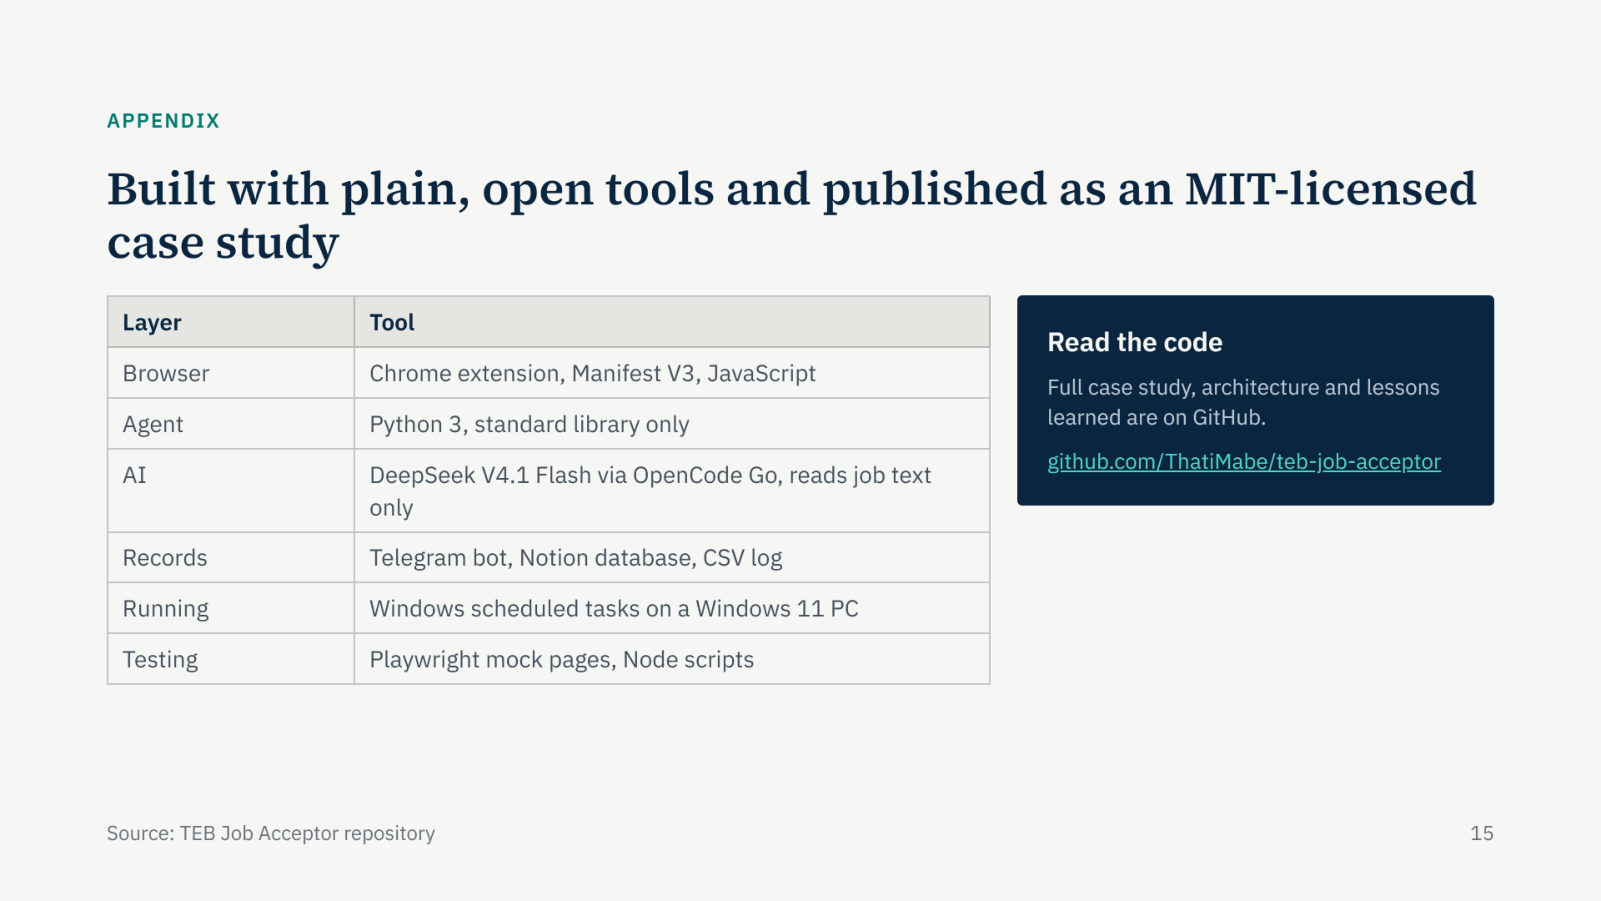 APPENDIX
Built with plain, open tools and published as an MIT-licensed
case study
Layer Tool
Browser Chrome extension, Manifest V3, JavaScript
Agent Python 3, standard library only
AI DeepSeek V4.1 Flash via OpenCode Go, reads job text
only
Records Telegram bot, Notion database, CSV log
Running Windows scheduled tasks on a Windows 11 PC
Testing Playwright mock pages, Node scripts
Read the code
Full case study, architecture and lessons
learned are on GitHub.
github.com/ThatiMabe/teb-job-acceptor
Source: TEB Job Acceptor repository
15